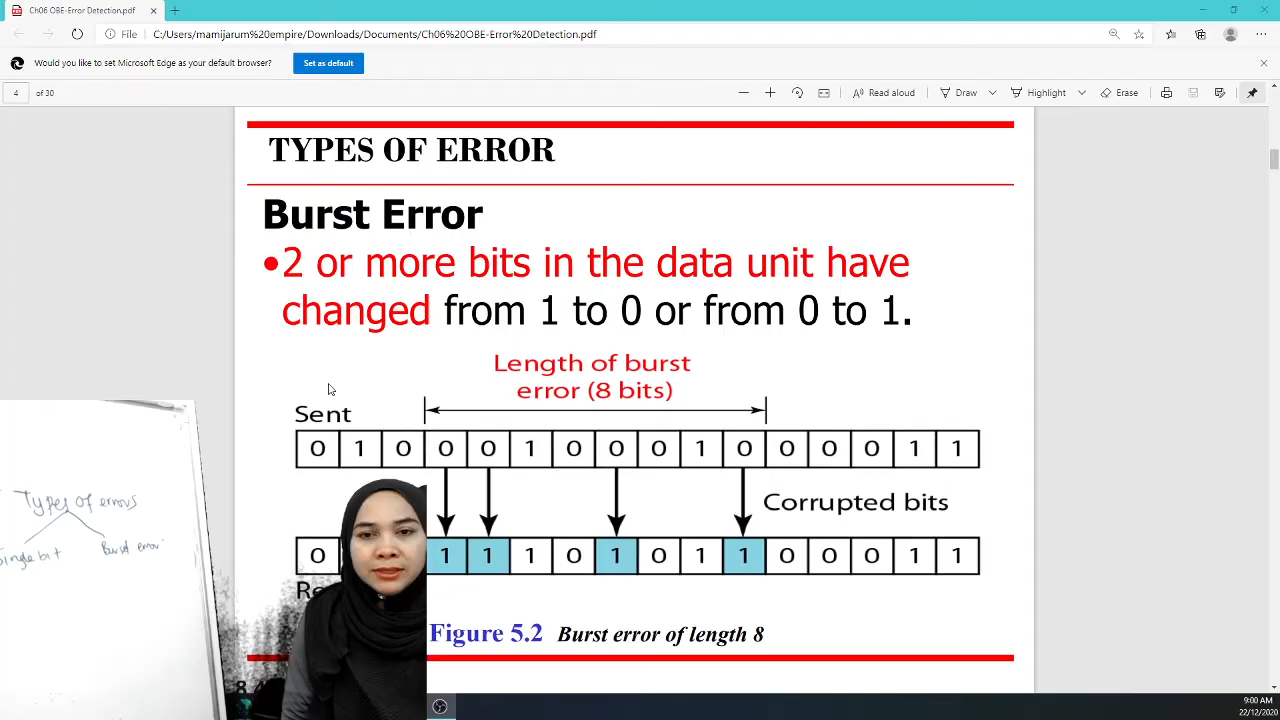 Ch06 OBE-Error Detection.pdf
File C:/Users/mamijarum%20empire/Downloads/Documents/Ch06%20OBE-Error%20Detection.pdf
Would you like to set Microsoft Edge as your default browser? Set as default
4 of 30 Read aloud Draw Highlight Erase
TYPES OF ERROR
Burst Error
•2 or more bits in the data unit have
changed from 1 to 0 or from 0 to 1.
Length of burst
error (8 bits)
Sent
0 1 0 0 0 1 0 0 0 1 0 0 0 0 1 1
Corrupted bits
0 1 1 1 0 1 0 1 1 0 0 0 1 1
Figure 5.2 Burst error of length 8
Types of errors
Single bit Burst error
9:00 AM
22/12/2020